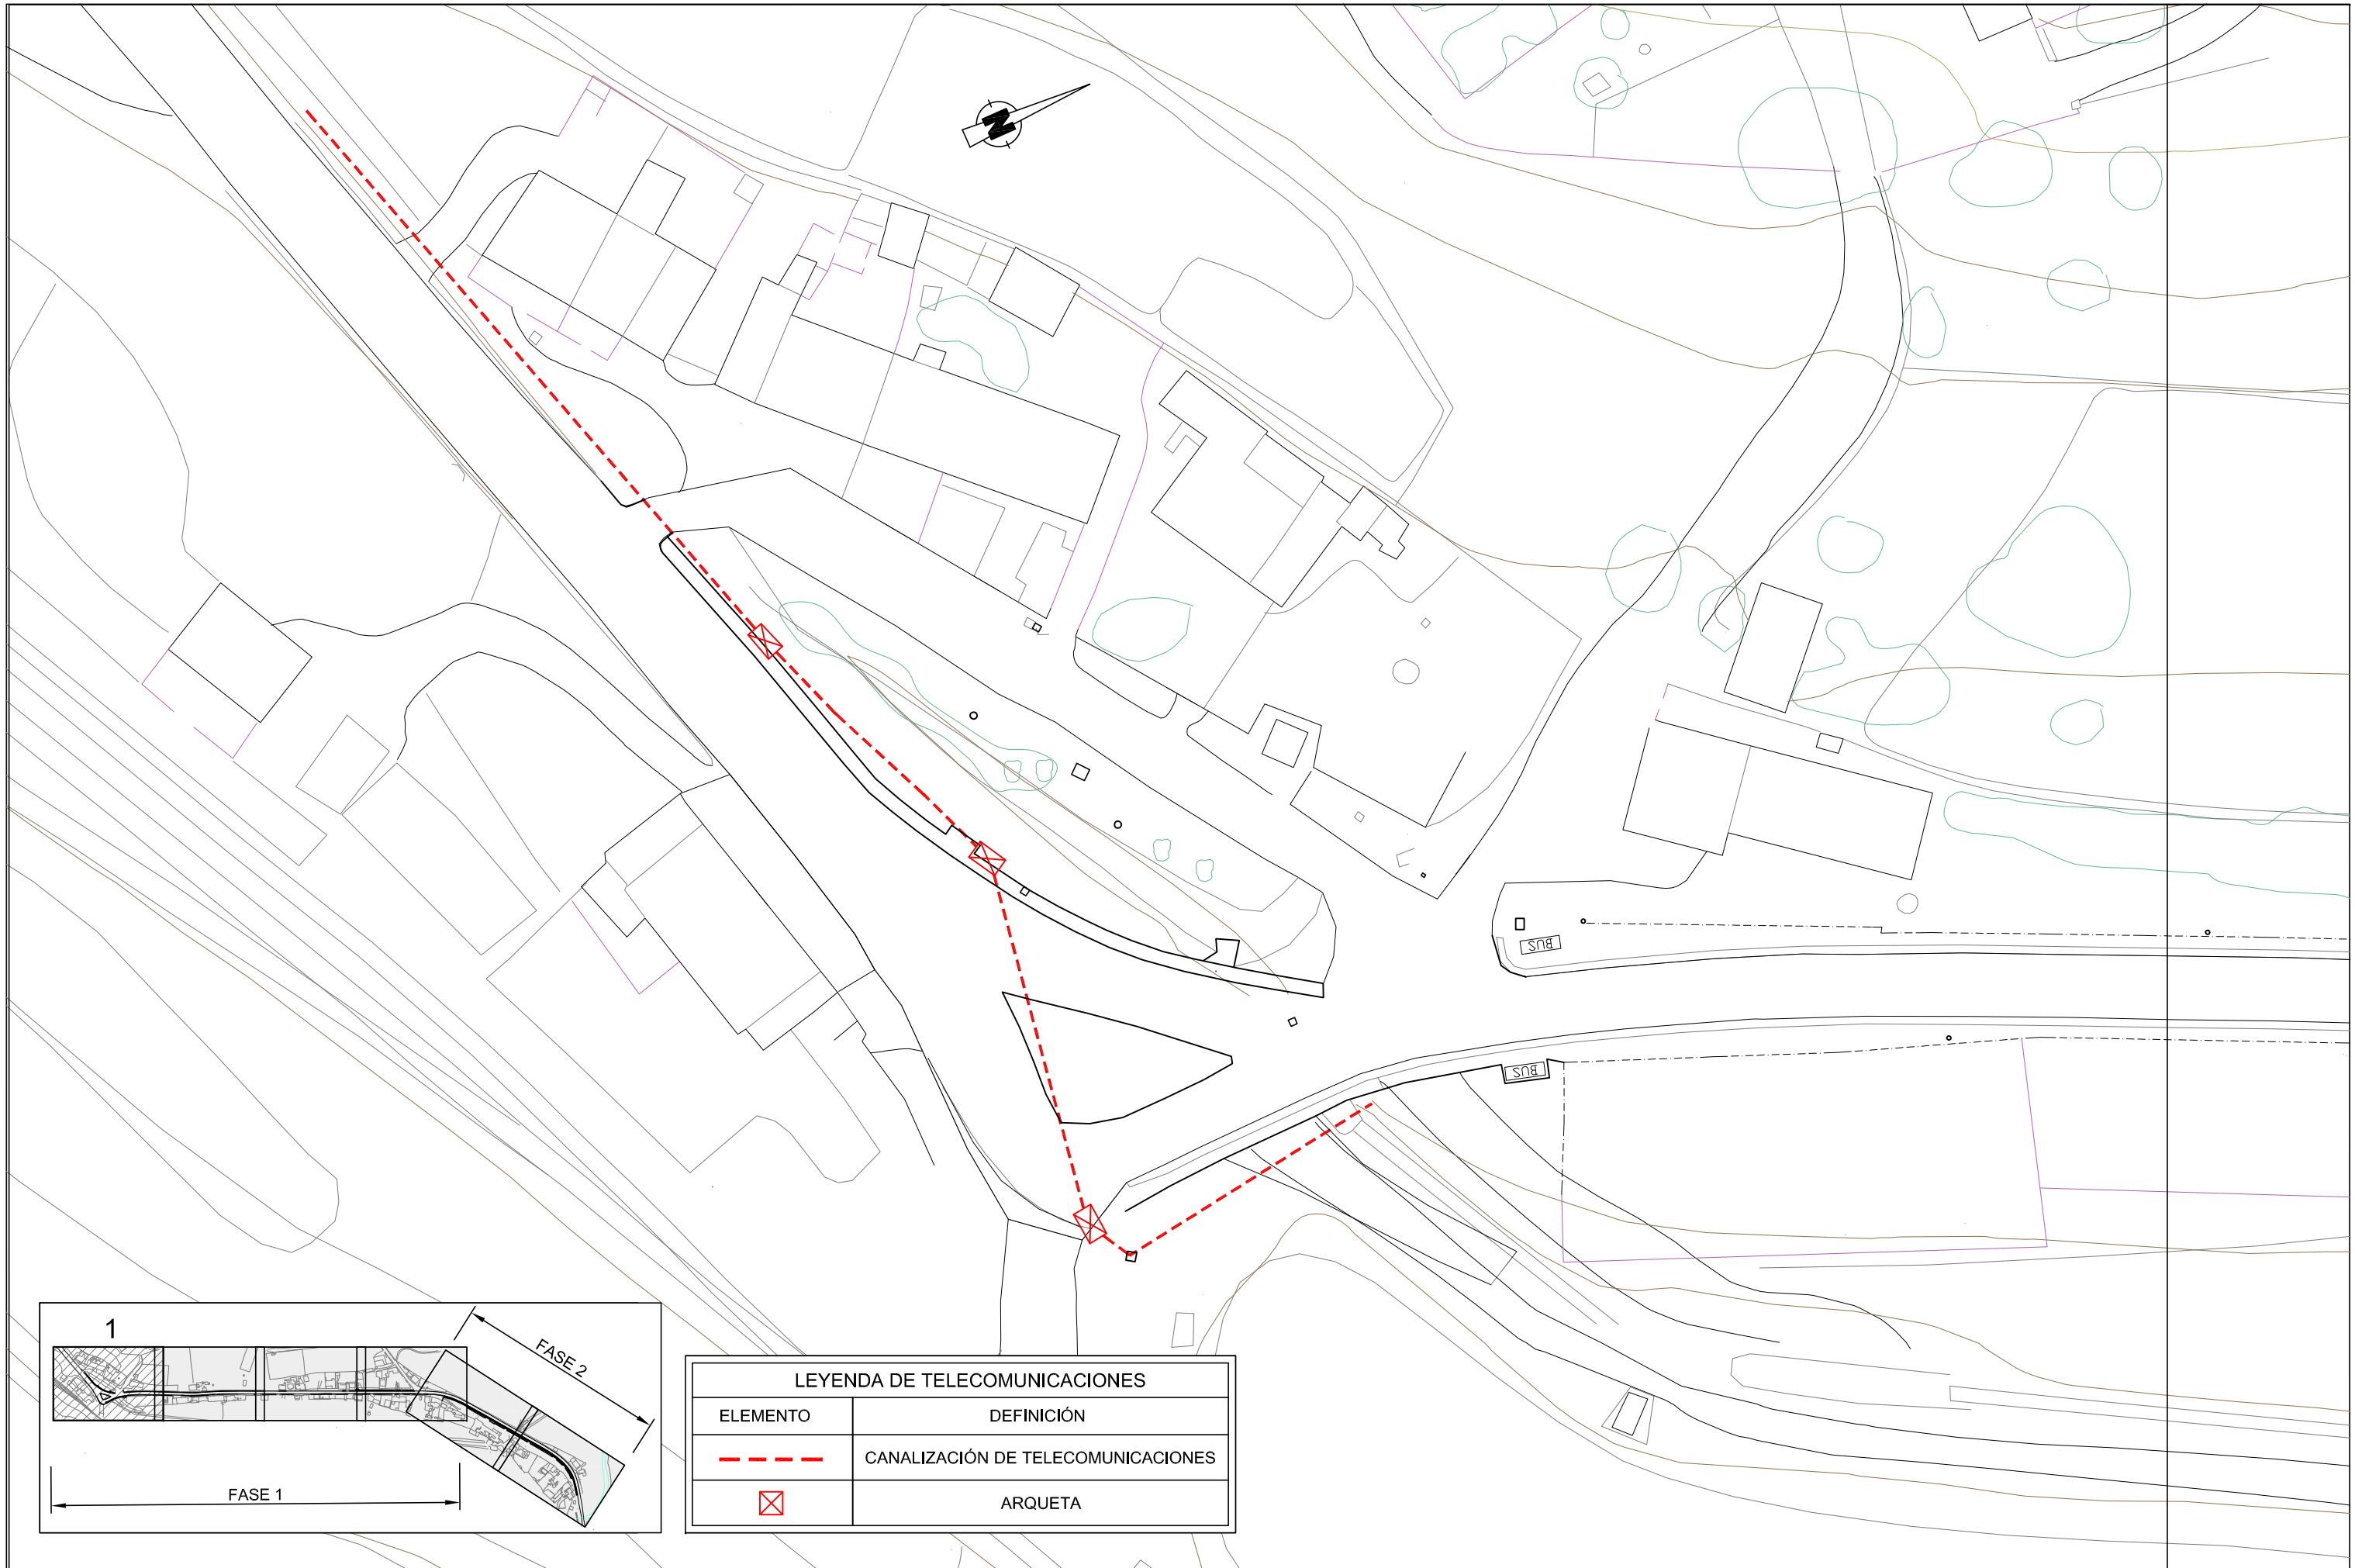 N
BUS
BUS
1
FASE 2
FASE 1
LEYENDA DE TELECOMUNICACIONES
ELEMENTO DEFINICIÓN
CANALIZACIÓN DE TELECOMUNICACIONES
ARQUETA